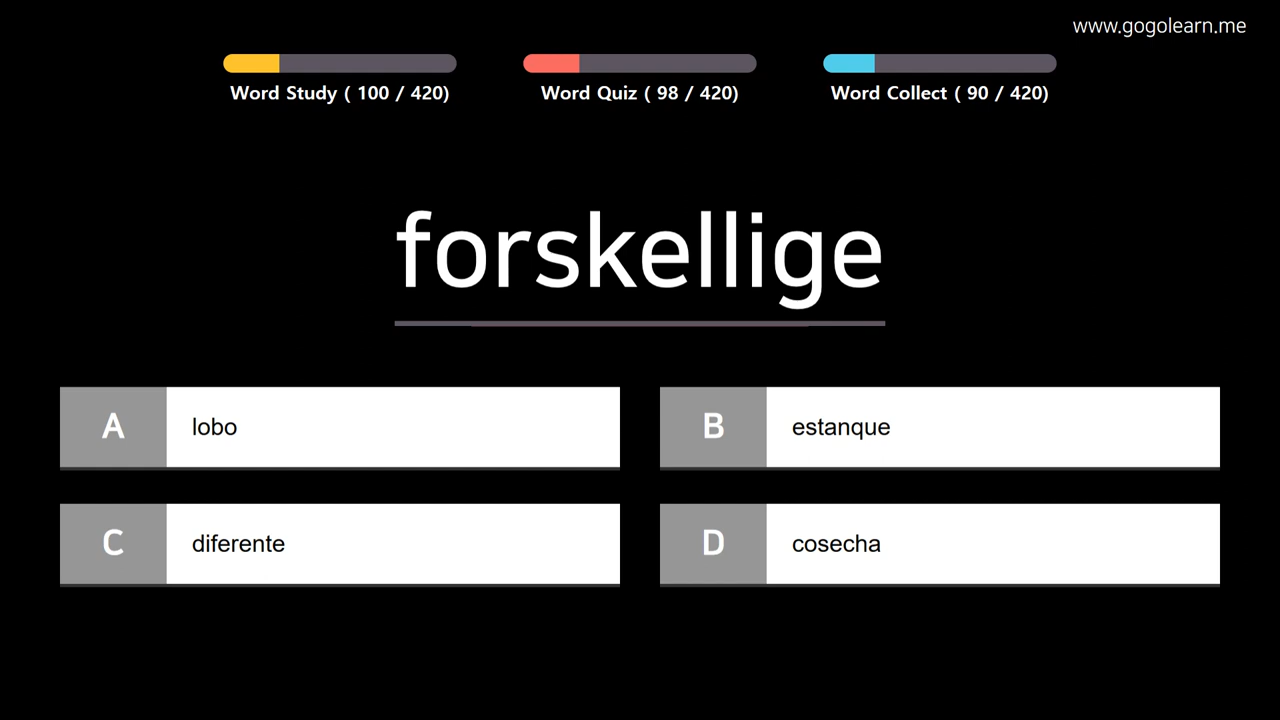 www.gogolearn.me
Word Study ( 100 / 420)
Word Quiz ( 98 / 420)
Word Collect ( 90 / 420)
forskellige
A lobo
B estanque
C diferente
D cosecha